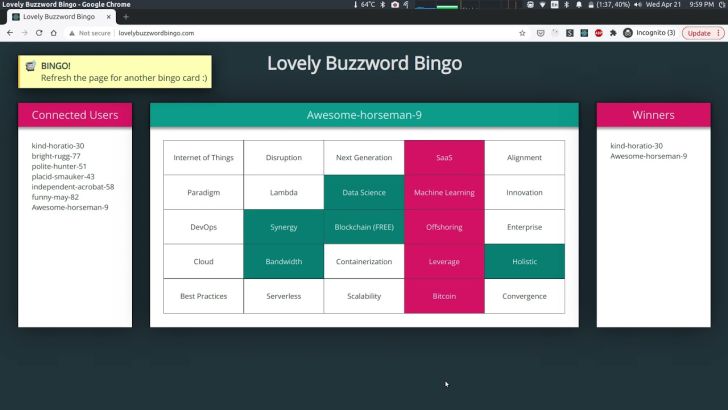 Lovely Buzzword Bingo - Google Chrome
64°C
(1:37, 40%)
Wed Apr 21
9:59 PM
Lovely Buzzword Bingo
Not secure | lovelybuzzwordbingo.com
Incognito (3)
Update
BINGO!
Refresh the page for another bingo card :)
Lovely Buzzword Bingo
Connected Users
kind-horatio-30
bright-rugg-77
polite-hunter-51
placid-smauker-43
independent-acrobat-58
funny-may-82
Awesome-horseman-9
Awesome-horseman-9
Internet of Things Disruption Next Generation SaaS Alignment
Paradigm Lambda Data Science Machine Learning Innovation
DevOps Synergy Blockchain (FREE) Offshoring Enterprise
Cloud Bandwidth Containerization Leverage Holistic
Best Practices Serverless Scalability Bitcoin Convergence
Winners
kind-horatio-30
Awesome-horseman-9